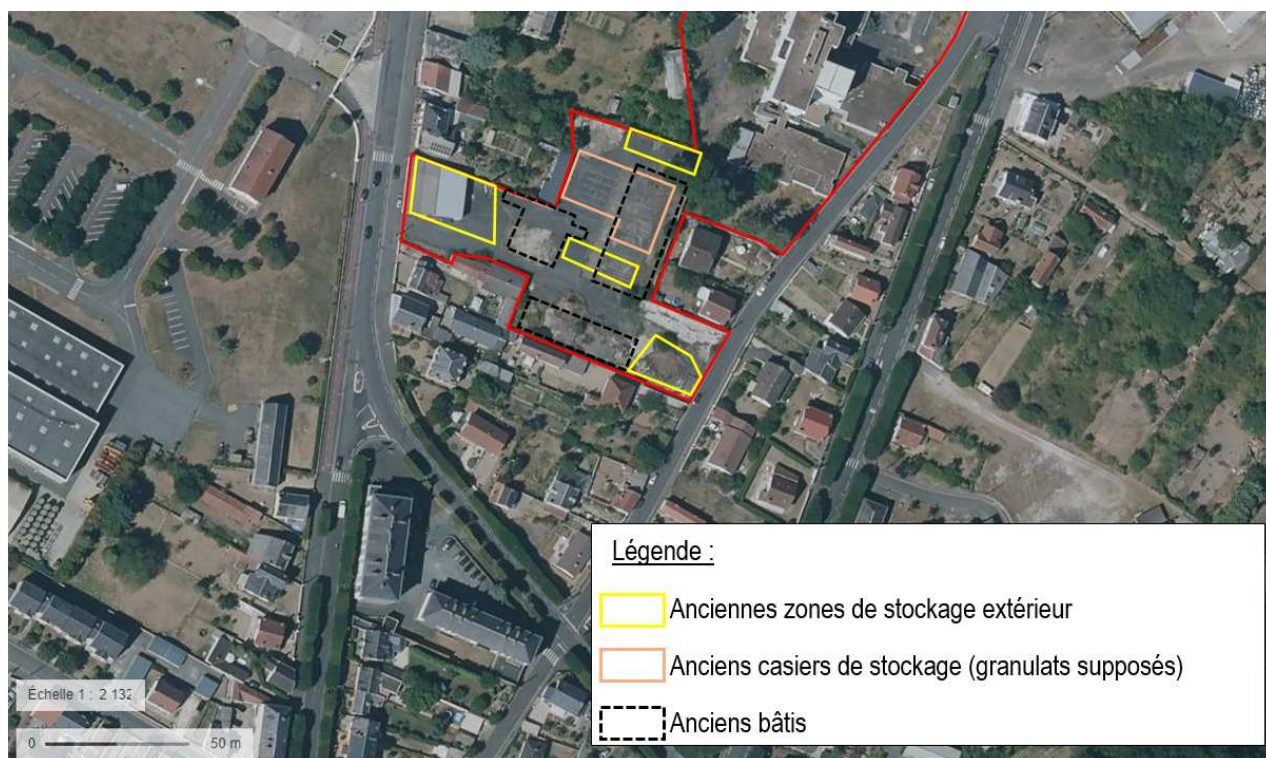 Légende :
Anciennes zones de stockage extérieur
Anciens casiers de stockage (granulats supposés)
Anciens bâtis
Échelle 1 : 2 132
0 50 m